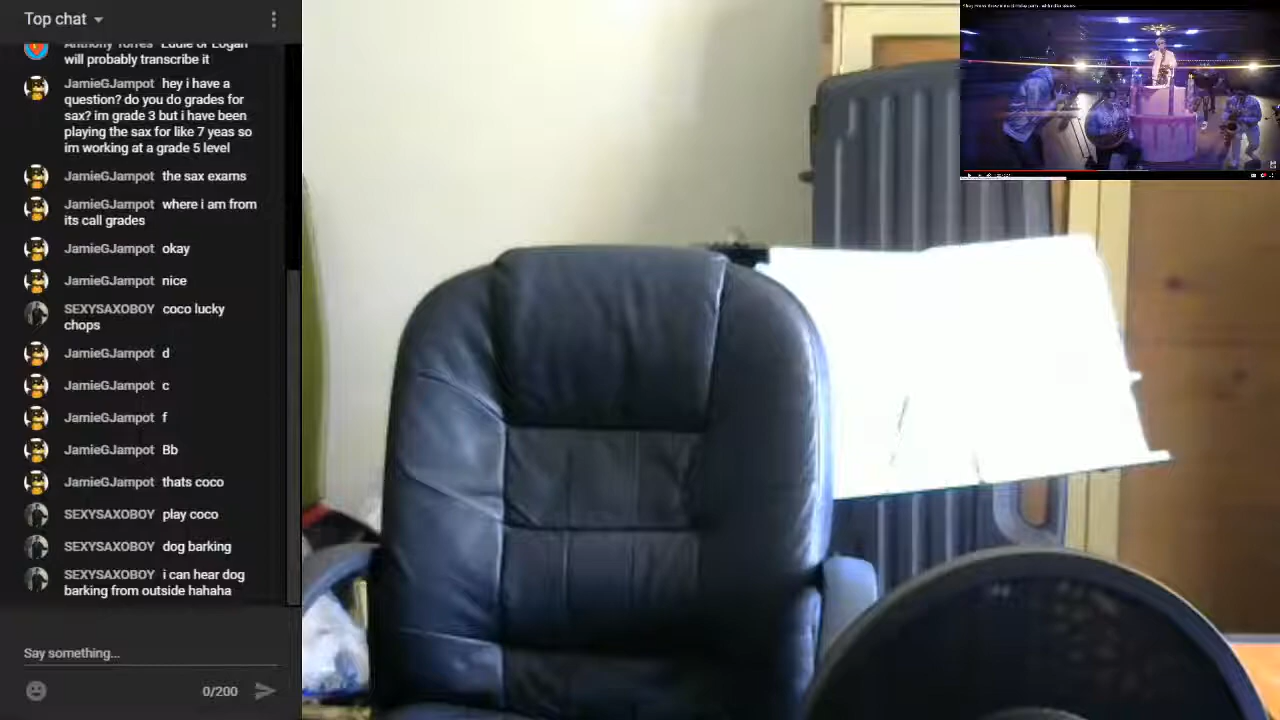 Top chat
Anthony Torres Eddie or Logan
will probably transcribe it
JamieGJampot hey i have a
question? do you do grades for
sax? im grade 3 but i have been
playing the sax for like 7 yeas so
im working at a grade 5 level
JamieGJampot the sax exams
JamieGJampot where i am from
its call grades
JamieGJampot okay
JamieGJampot nice
SEXYSAXOBOY coco lucky
chops
JamieGJampot d
JamieGJampot c
JamieGJampot f
JamieGJampot Bb
JamieGJampot thats coco
SEXYSAXOBOY play coco
SEXYSAXOBOY dog barking
SEXYSAXOBOY i can hear dog
barking from outside hahaha
Say something...
0/200